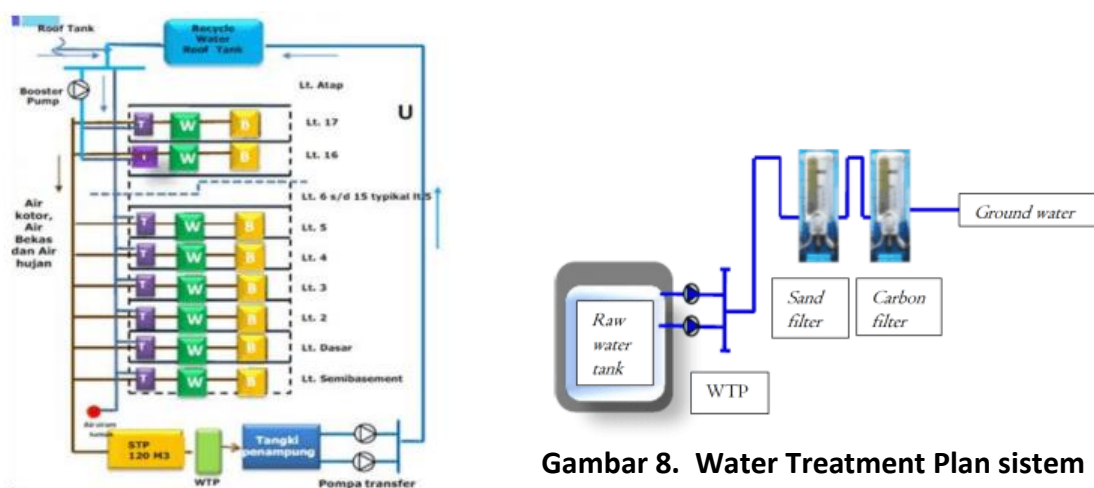 Roof Tank
Recycle
Water
Roof Tank
Booster
Pump
Lt. Atap
U
T
W
B
Lt. 17
T
W
B
Lt. 16
Lt. 6 s/d 15 typikal lt.5
Air
kotor,
Air
Bekas
dan Air
hujan
T
W
B
Lt. 5
T
W
B
Lt. 4
T
W
B
Lt. 3
T
W
B
Lt. 2
T
W
B
Lt. Dasar
T
W
B
Lt. Semibasement
Air siram
STP
120 M3
WTP
Tangki
penampung
Pompa transfer
Raw
water
tank
WTP
Sand
filter
Carbon
filter
Ground water
Gambar 8. Water Treatment Plan sistem